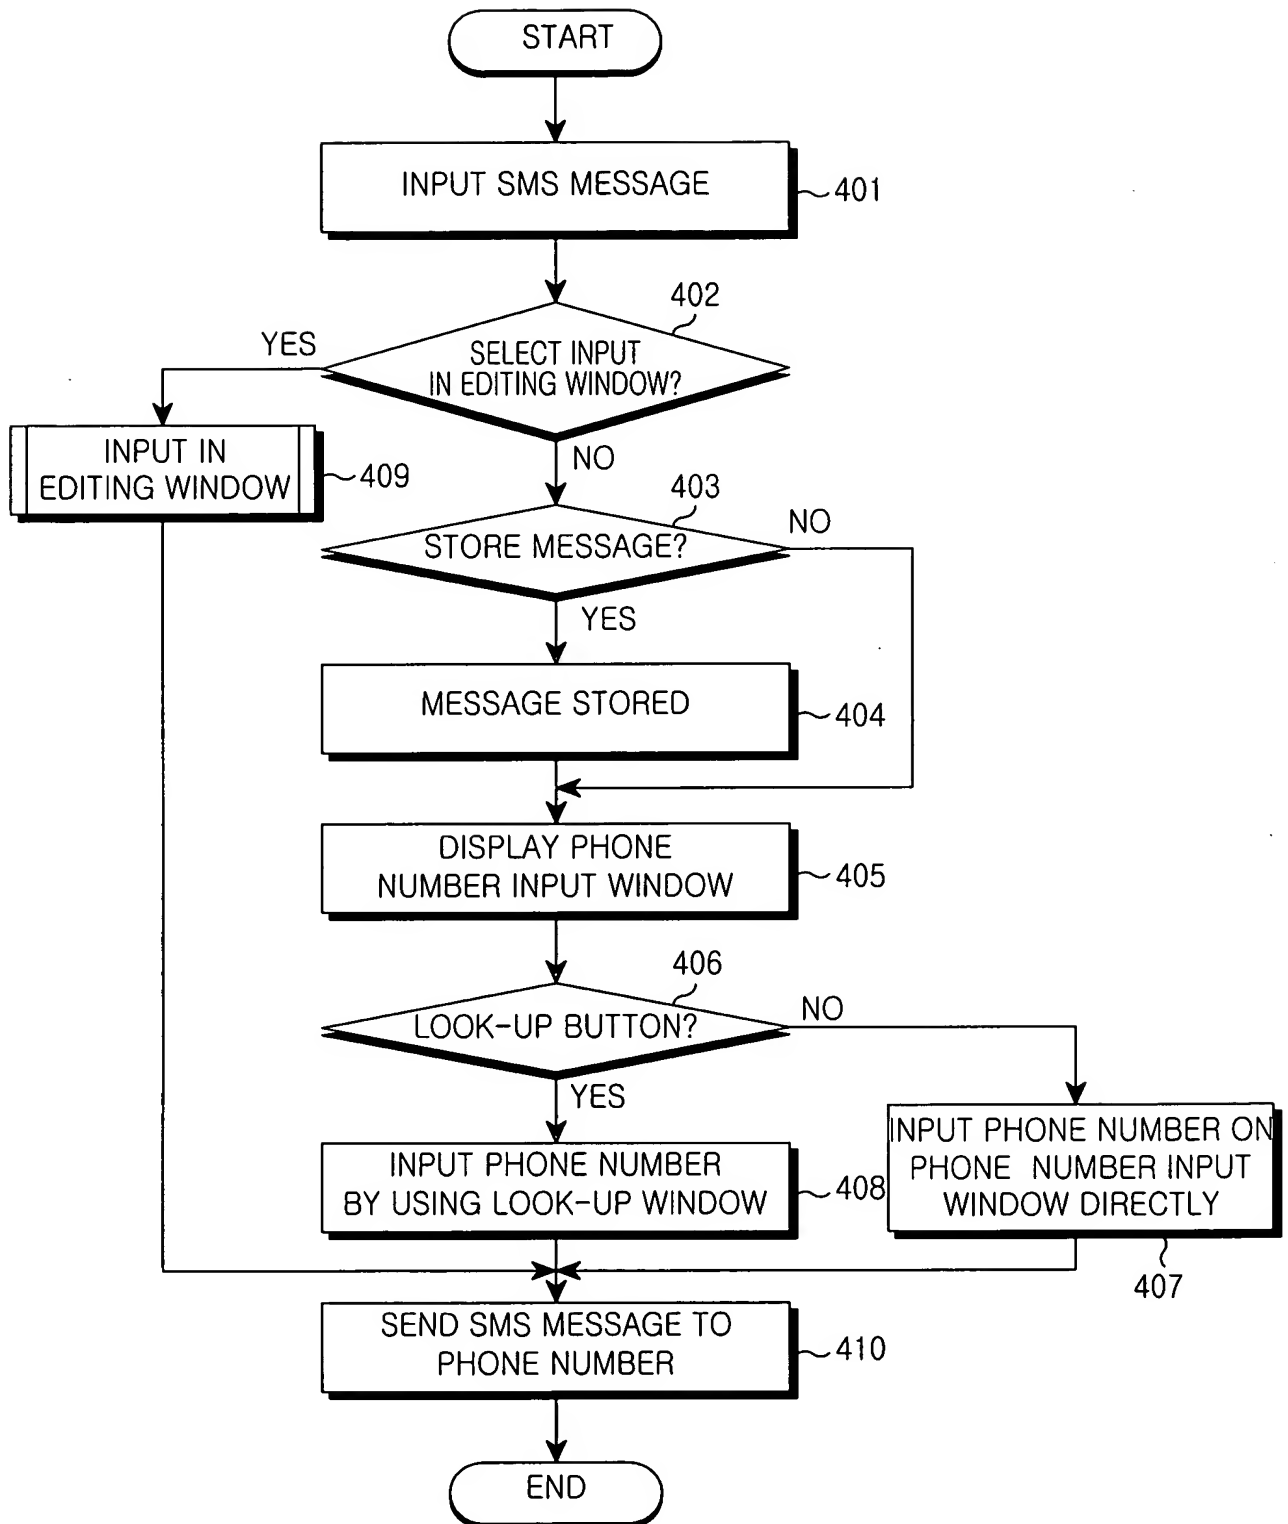 START
INPUT SMS MESSAGE
401
402
YES
SELECT INPUT
IN EDITING WINDOW?
INPUT IN
EDITING WINDOW
409
NO
403
NO
STORE MESSAGE?
YES
MESSAGE STORED
404
DISPLAY PHONE
NUMBER INPUT WINDOW
405
406
NO
LOOK-UP BUTTON?
YES
INPUT PHONE NUMBER
BY USING LOOK-UP WINDOW
408
INPUT PHONE NUMBER ON
PHONE NUMBER INPUT
WINDOW DIRECTLY
407
SEND SMS MESSAGE TO
PHONE NUMBER
410
END